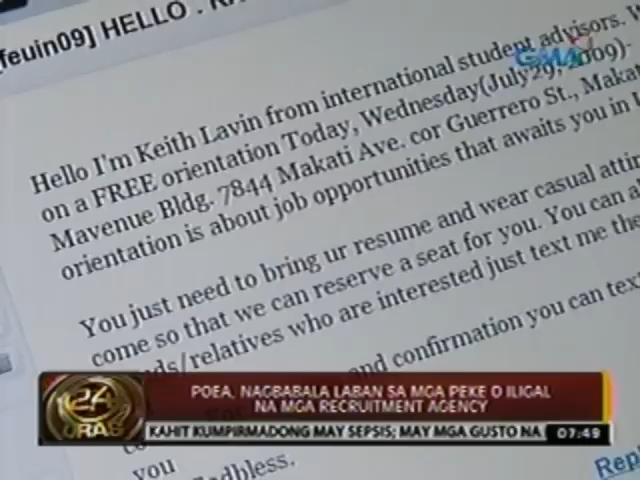 [feuin09] HELLO .
GMA
Hello I'm Keith Lavin from international student advisors.
on a FREE orientation Today, Wednesday(July29, 2009)-
Mavenue Bldg. 7844 Makati Ave. cor Guerrero St., Makat
orientation is about job opportunities that awaits you in
You just need to bring ur resume and wear casual attir
come so that we can reserve a seat for you. You can a
ds/relatives who are interested just text me the
nd confirmation you can tex
POEA, NAGBABALA LABAN SA MGA PEKE O ILIGAL
NA MGA RECRUITMENT AGENCY
24
ORAS
KAHIT KUMPIRMADONG MAY SEPSIS; MAY MGA GUSTO NA
07:49
you
dbless.
Rep